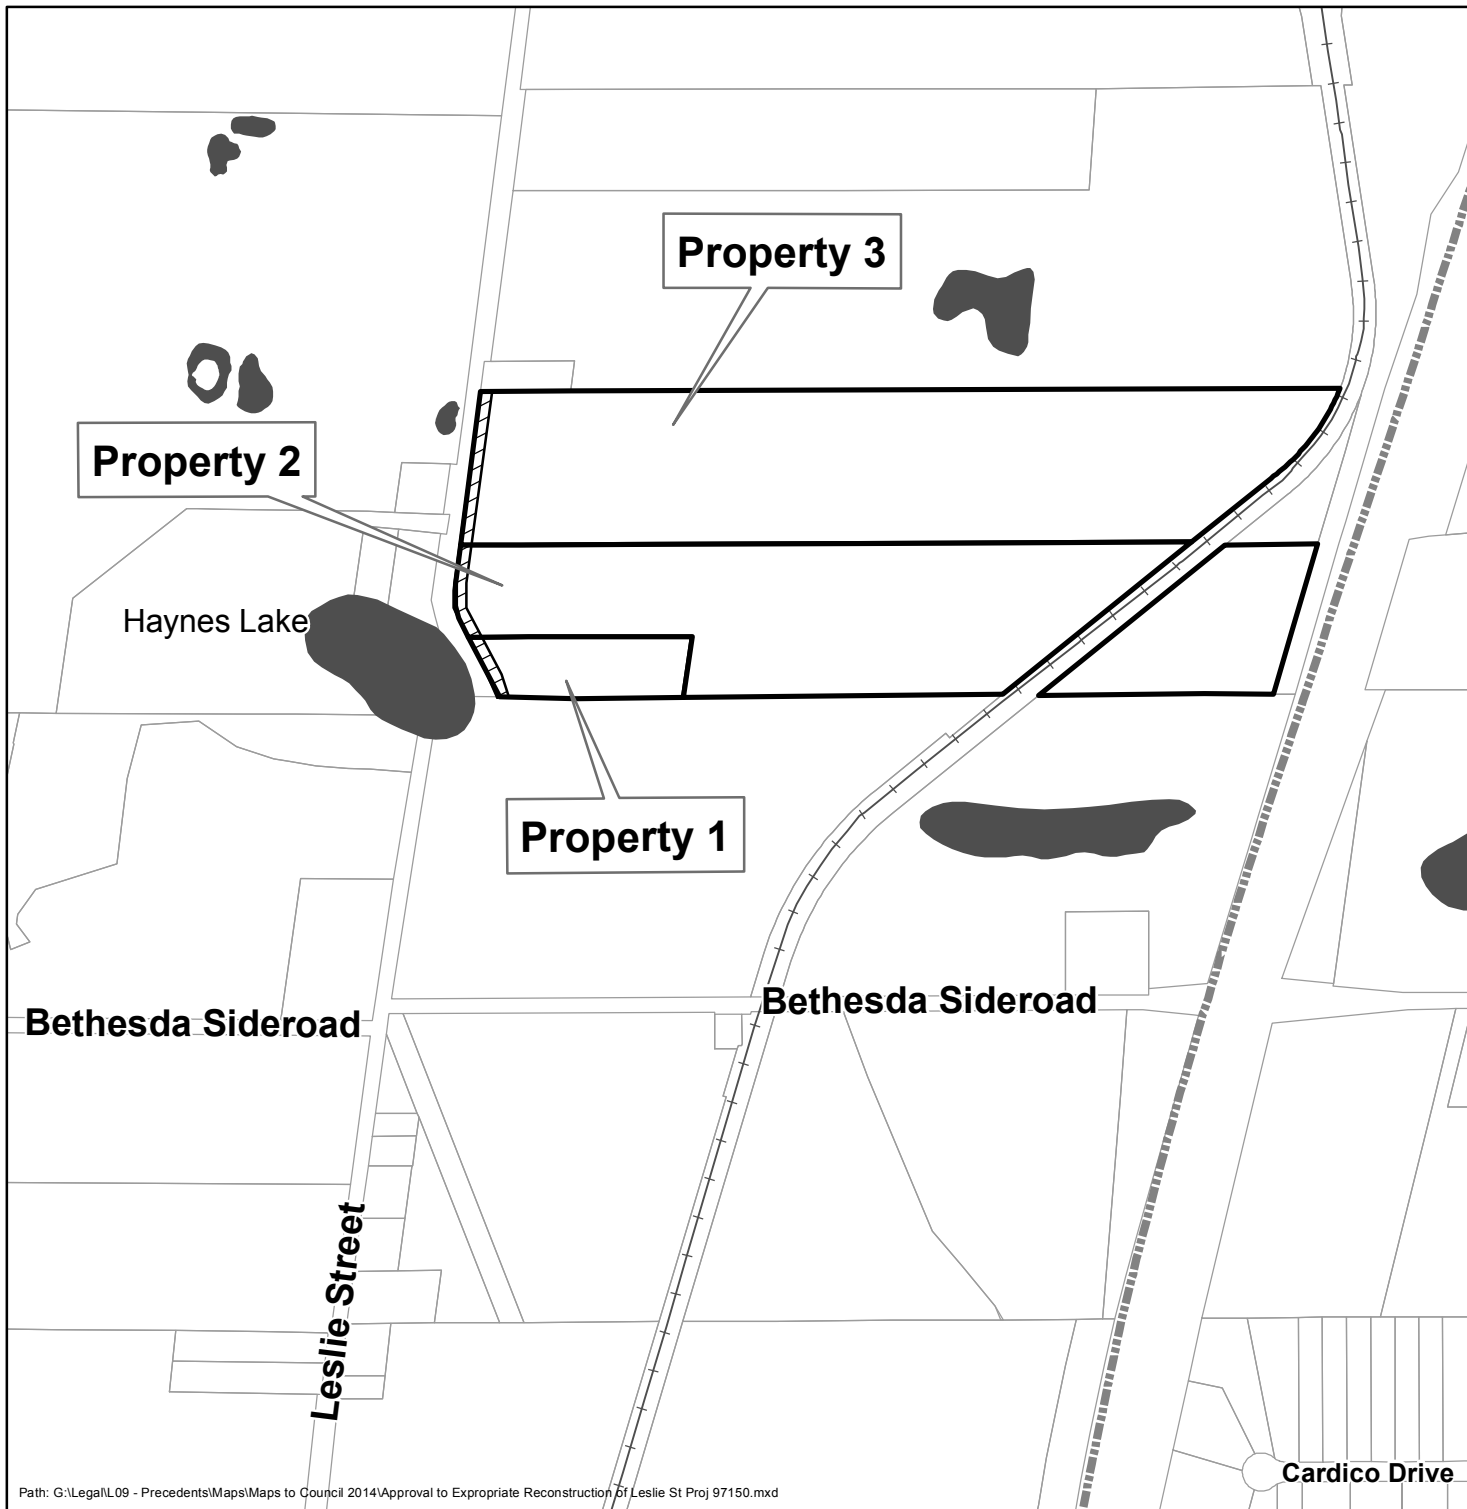 Property 3
Property 2
Haynes Lake
Property 1
Bethesda Sideroad
Bethesda Sideroad
Leslie Street
Cardico Drive
Path: G:\Legal\L09 - Precedents\Maps\Maps to Council 2014\Approval to Expropriate Reconstruction of Leslie St Proj 97150.mxd